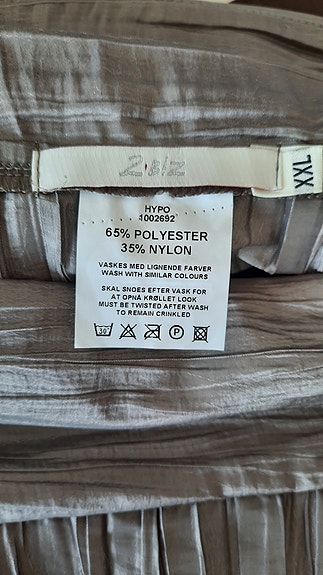 2·BIZ
XXL
HYPO
1002692
65% POLYESTER
35% NYLON
VASKES MED LIGNENDE FARVER
WASH WITH SIMILAR COLOURS
SKAL SNOES EFTER VASK FOR
AT OPNÅ KRØLLET LOOK
MUST BE TWISTED AFTER WASH
TO REMAIN CRINKLED
30°
P